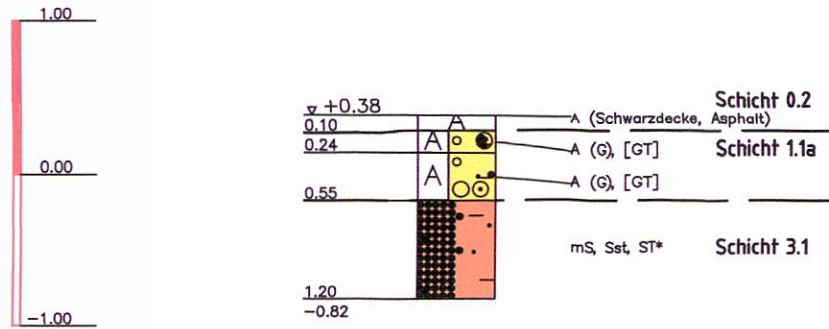 1.00
0.00
−1.00
+0.38
0.10
0.24
0.55
1.20
−0.82
A
A
A
A (Schwarzdecke, Asphalt)
Schicht 0.2
A (G), [GT]
Schicht 1.1a
A (G), [GT]
mS, Sst, ST*
Schicht 3.1